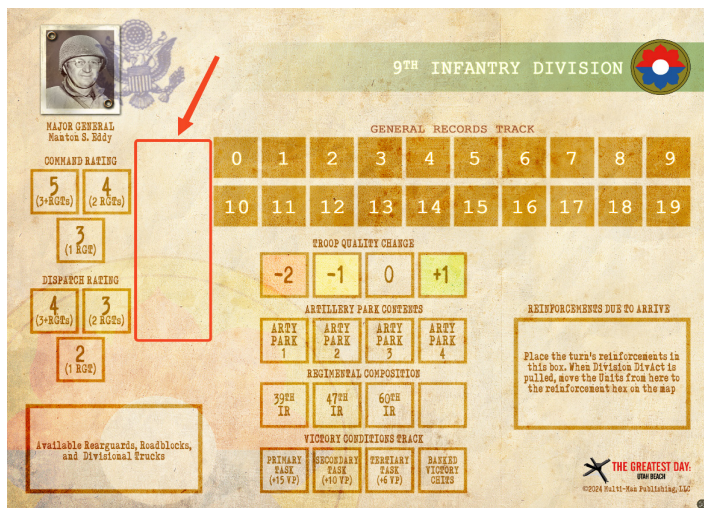 9TH INFANTRY DIVISION
MAJOR GENERAL
Manton S. Eddy
COMMAND RATING
5
(3+RGTs)
4
(2 RGTs)
3
(1 RGT)
DISPATCH RATING
4
(3+RGTs)
3
(2 RGTs)
2
(1 RGT)
Available Rearguards, Roadblocks,
and Divisional Trucks
GENERAL RECORDS TRACK
0 1 2 3 4 5 6 7 8 9
10 11 12 13 14 15 16 17 18 19
TROOP QUALITY CHANGE
-2 -1 0 +1
ARTILLERY PARK CONTENTS
ARTY PARK 1
ARTY PARK 2
ARTY PARK 3
ARTY PARK 4
REGIMENTAL COMPOSITION
39TH IR
47TH IR
60TH IR
VICTORY CONDITIONS TRACK
PRIMARY TASK (+15 VP)
SECONDARY TASK (+10 VP)
TERTIARY TASK (+6 VP)
BANKED VICTORY CHITS
REINFORCEMENTS DUE TO ARRIVE
Place the turn's reinforcements in
this box. When Division DivAct is
pulled, move the Units from here to
the reinforcement hex on the map
THE GREATEST DAY:
UTAH BEACH
©2024 Multi-Man Publishing, LLC